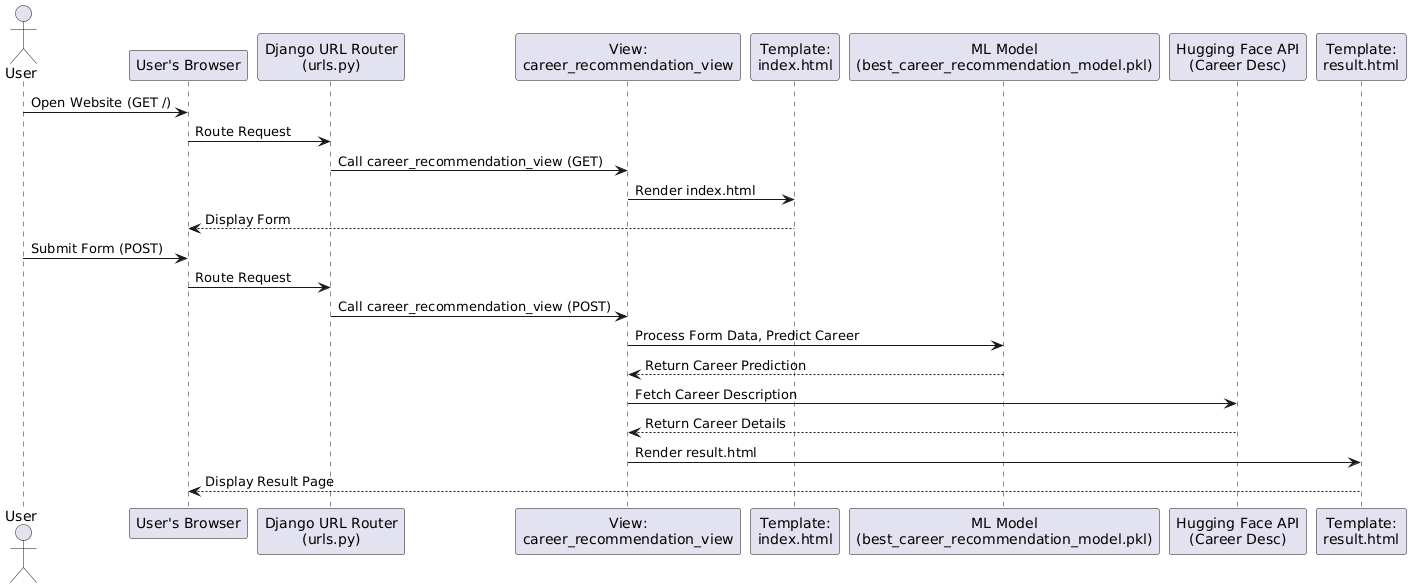 User
User's Browser
Django URL Router
(urls.py)
View:
career_recommendation_view
Template:
index.html
ML Model
(best_career_recommendation_model.pkl)
Hugging Face API
(Career Desc)
Template:
result.html
Open Website (GET /)
Route Request
Call career_recommendation_view (GET)
Render index.html
Display Form
Submit Form (POST)
Route Request
Call career_recommendation_view (POST)
Process Form Data, Predict Career
Return Career Prediction
Fetch Career Description
Return Career Details
Render result.html
Display Result Page
User
User's Browser
Django URL Router
(urls.py)
View:
career_recommendation_view
Template:
index.html
ML Model
(best_career_recommendation_model.pkl)
Hugging Face API
(Career Desc)
Template:
result.html